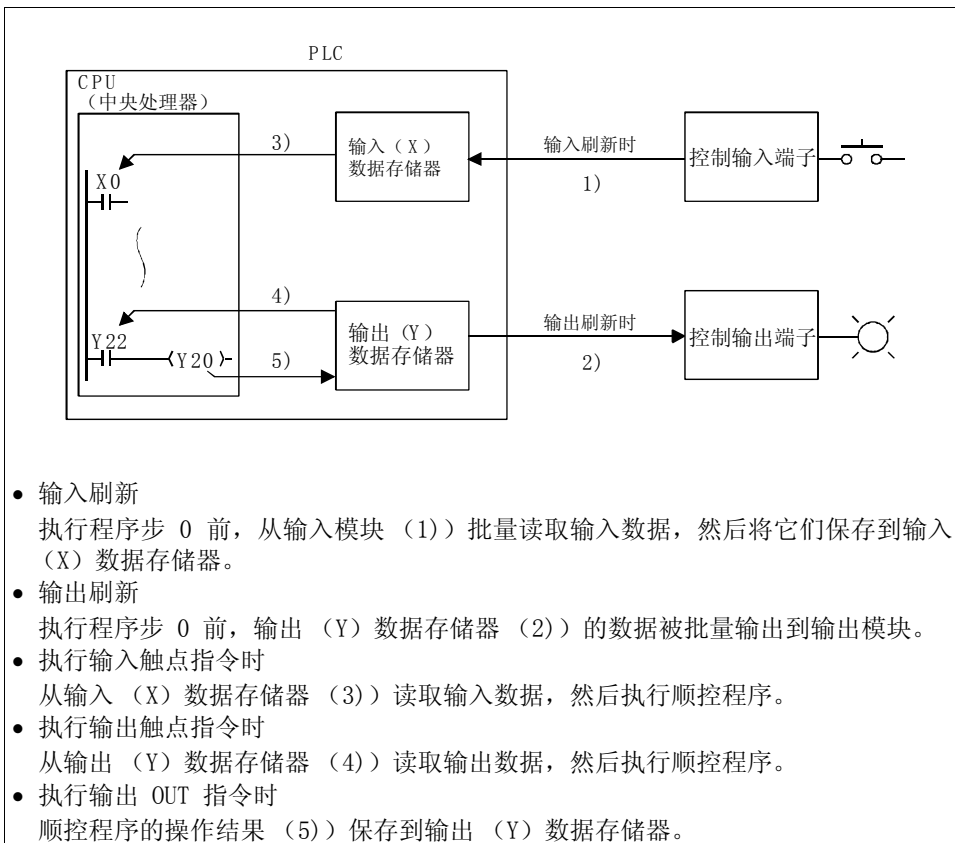 PLC
CPU
（中央处理器）
3)
输入（X）
数据存储器
输入刷新时
1)
控制输入端子
X0
4)
输出（Y）
数据存储器
输出刷新时
2)
控制输出端子
Y22
Y20
5)
• 输入刷新
执行程序步 0 前，从输入模块 （1)）批量读取输入数据，然后将它们保存到输入
（X）数据存储器。
• 输出刷新
执行程序步 0 前，输出 （Y）数据存储器 （2)）的数据被批量输出到输出模块。
• 执行输入触点指令时
从输入 （X）数据存储器 （3)）读取输入数据，然后执行顺控程序。
• 执行输出触点指令时
从输出 （Y）数据存储器 （4)）读取输出数据，然后执行顺控程序。
• 执行输出 OUT 指令时
顺控程序的操作结果 （5)）保存到输出 （Y）数据存储器。